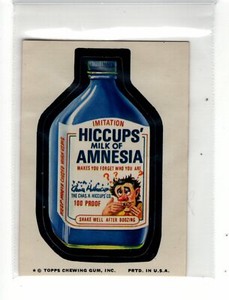 IMITATION
HICCUPS'
MILK OF
AMNESIA
MAKES YOU FORGET WHO YOU ARE
THE CHAS. H. HICCUPS CO.
100 PROOF
SHAKE WELL AFTER BOOZING
© TOPPS CHEWING GUM, INC. PRTD. IN U.S.A.